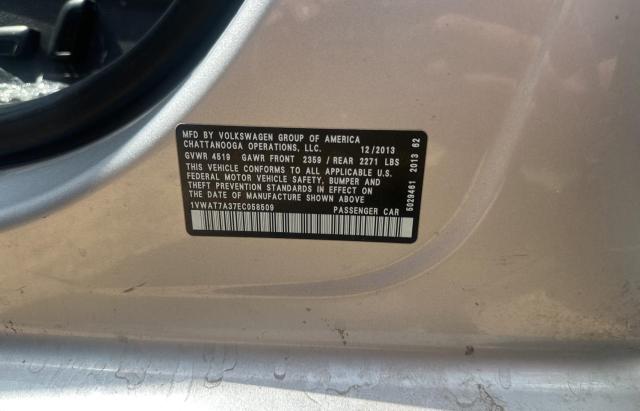 MFD BY VOLKSWAGEN GROUP OF AMERICA
CHATTANOOGA OPERATIONS, LLC. 12/2013
GVWR 4519 GAWR FRONT 2359 / REAR 2271 LBS
THIS VEHICLE CONFORMS TO ALL APPLICABLE U.S.
FEDERAL MOTOR VEHICLE SAFETY, BUMPER AND
THEFT PREVENTION STANDARDS IN EFFECT ON
THE DATE OF MANUFACTURE SHOWN ABOVE
1VWAT7A37EC058509 PASSENGER CAR
5029461 2013 62